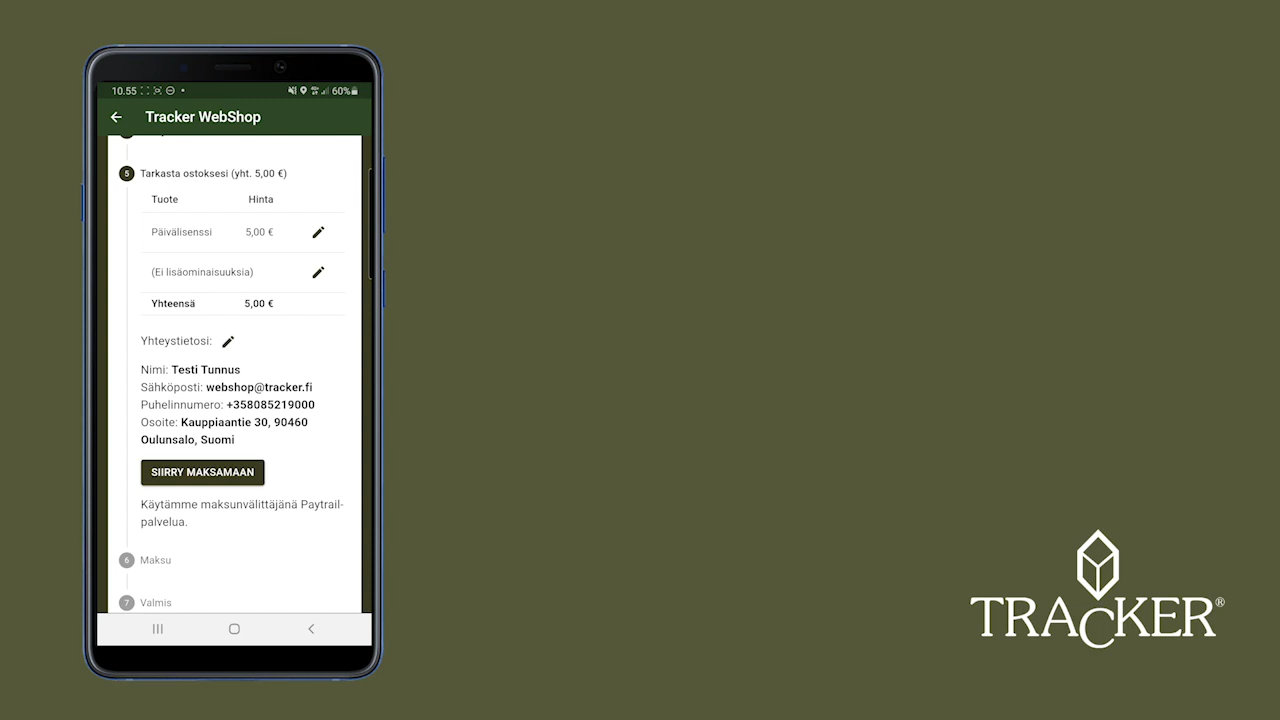 10.55
60%
Tracker WebShop
5 Tarkasta ostoksesi (yht. 5,00 €)
Tuote Hinta
Päivälisenssi 5,00 €
(Ei lisäominaisuuksia)
Yhteensä 5,00 €
Yhteystietosi:
Nimi: Testi Tunnus
Sähköposti: webshop@tracker.fi
Puhelinnumero: +358085219000
Osoite: Kauppiaantie 30, 90460
Oulunsalo, Suomi
SIIRRY MAKSAMAAN
Käytämme maksunvälittäjänä Paytrail-
palvelua.
6 Maksu
7 Valmis
TRACKER®